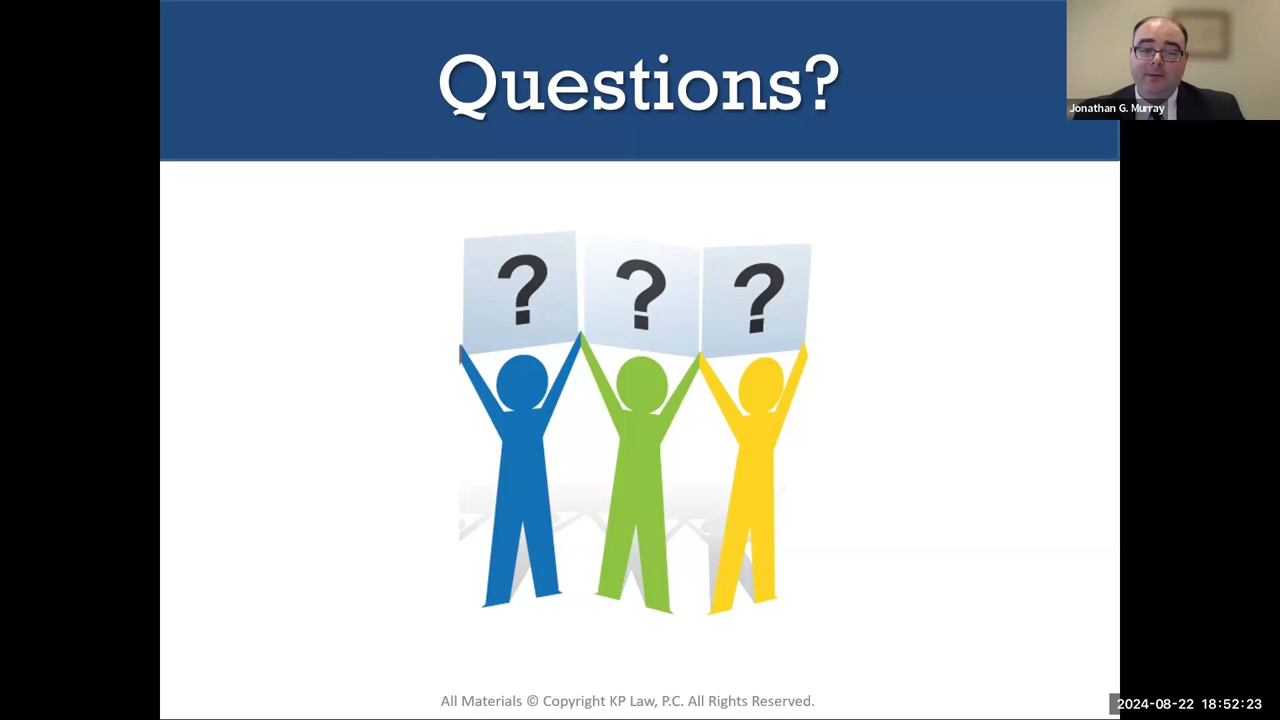 Questions?
Jonathan G. Murray
? ? ?
All Materials © Copyright KP Law, P.C. All Rights Reserved.
2024-08-22 18:52:23